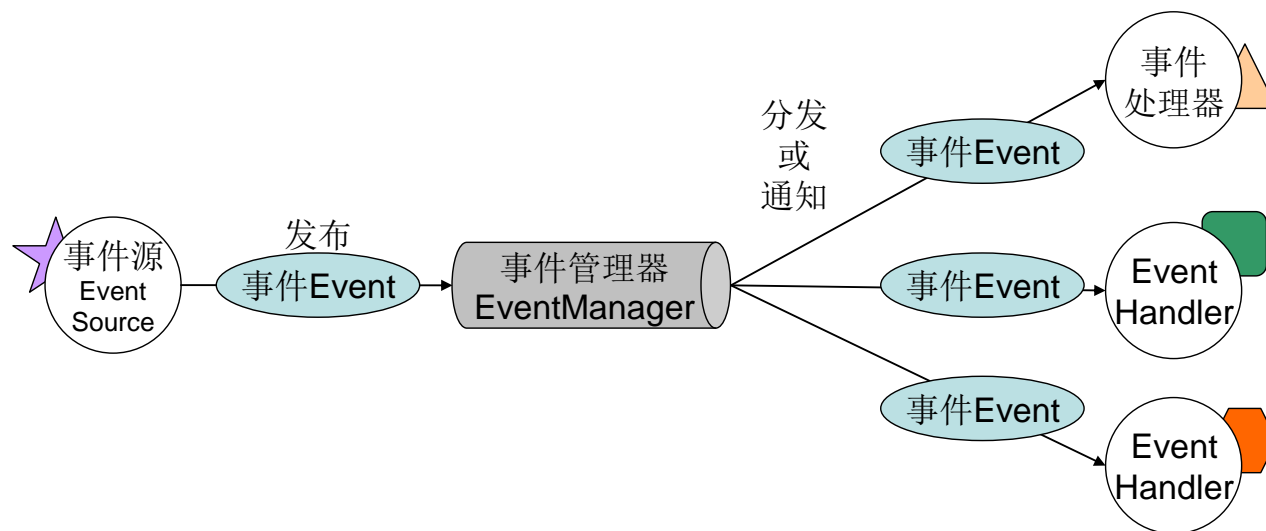 事件源
Event
Source
发布
事件Event
事件管理器
EventManager
分发
或
通知
事件Event
事件
处理器
事件Event
Event
Handler
事件Event
Event
Handler